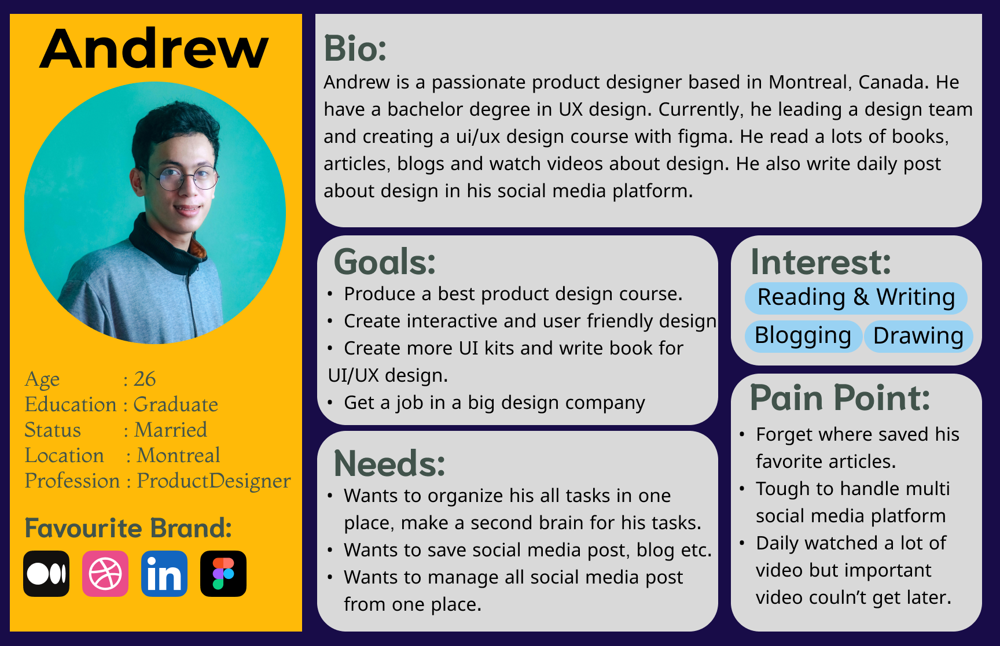 Andrew
Age : 26
Education : Graduate
Status : Married
Location : Montreal
Profession : ProductDesigner
Favourite Brand:
in
Bio:
Andrew is a passionate product designer based in Montreal, Canada. He
have a bachelor degree in UX design. Currently, he leading a design team
and creating a ui/ux design course with figma. He read a lots of books,
articles, blogs and watch videos about design. He also write daily post
about design in his social media platform.
Goals:
• Produce a best product design course.
• Create interactive and user friendly design
• Create more UI kits and write book for
UI/UX design.
• Get a job in a big design company
Interest:
Reading & Writing
Blogging Drawing
Needs:
• Wants to organize his all tasks in one
place, make a second brain for his tasks.
• Wants to save social media post, blog etc.
• Wants to manage all social media post
from one place.
Pain Point:
• Forget where saved his
favorite articles.
• Tough to handle multi
social media platform
• Daily watched a lot of
video but important
video couln’t get later.